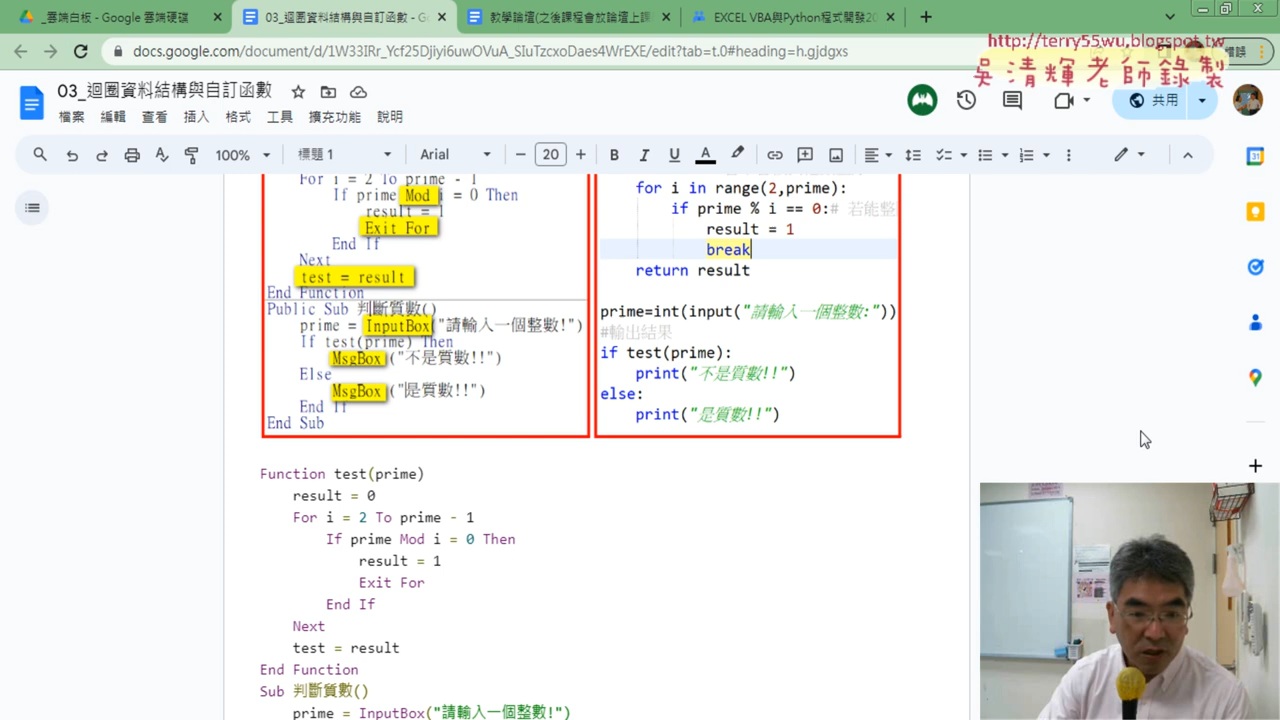 _雲端白板 - Google 雲端硬碟
03_迴圈資料結構與自訂函數 - Go
教學論壇(之後課程會放論壇上課
EXCEL VBA與Python程式開發20
docs.google.com/document/d/1W33IRr_Ycf25Djiyi6uwOVuA_SIuTzcxoDaes4WrEXE/edit?tab=t.0#heading=h.gjdgxs
http://terry55wu.blogspot.tw
吳清輝老師錄製
03_迴圈資料結構與自訂函數
檔案 編輯 查看 插入 格式 工具 擴充功能 說明
共用
100% 標題 1 Arial 20 B I U A
For i = 2 To prime - 1
If prime Mod i = 0 Then
result = 1
Exit For
End If
Next
test = result
End Function
Public Sub 判斷質數()
prime = InputBox("請輸入一個整數!")
If test(prime) Then
MsgBox("不是質數!!")
Else
MsgBox("是質數!!")
End If
End Sub
for i in range(2,prime):
if prime % i == 0:# 若能整
result = 1
break
return result
prime=int(input("請輸入一個整數:"))
#輸出結果
if test(prime):
print("不是質數!!")
else:
print("是質數!!")
Function test(prime)
result = 0
For i = 2 To prime - 1
If prime Mod i = 0 Then
result = 1
Exit For
End If
Next
test = result
End Function
Sub 判斷質數()
prime = InputBox("請輸入一個整數!")